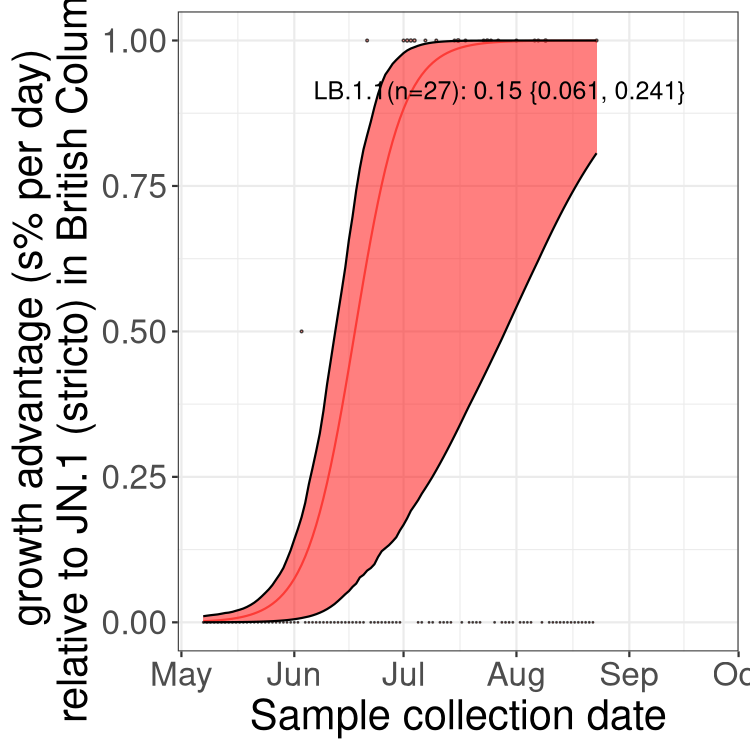 growth advantage (s% per day)
relative to JN.1 (stricto) in British Colum
1.00
0.75
0.50
0.25
0.00
LB.1.1(n=27): 0.15 {0.061, 0.241}
May Jun Jul Aug Sep Oc
Sample collection date